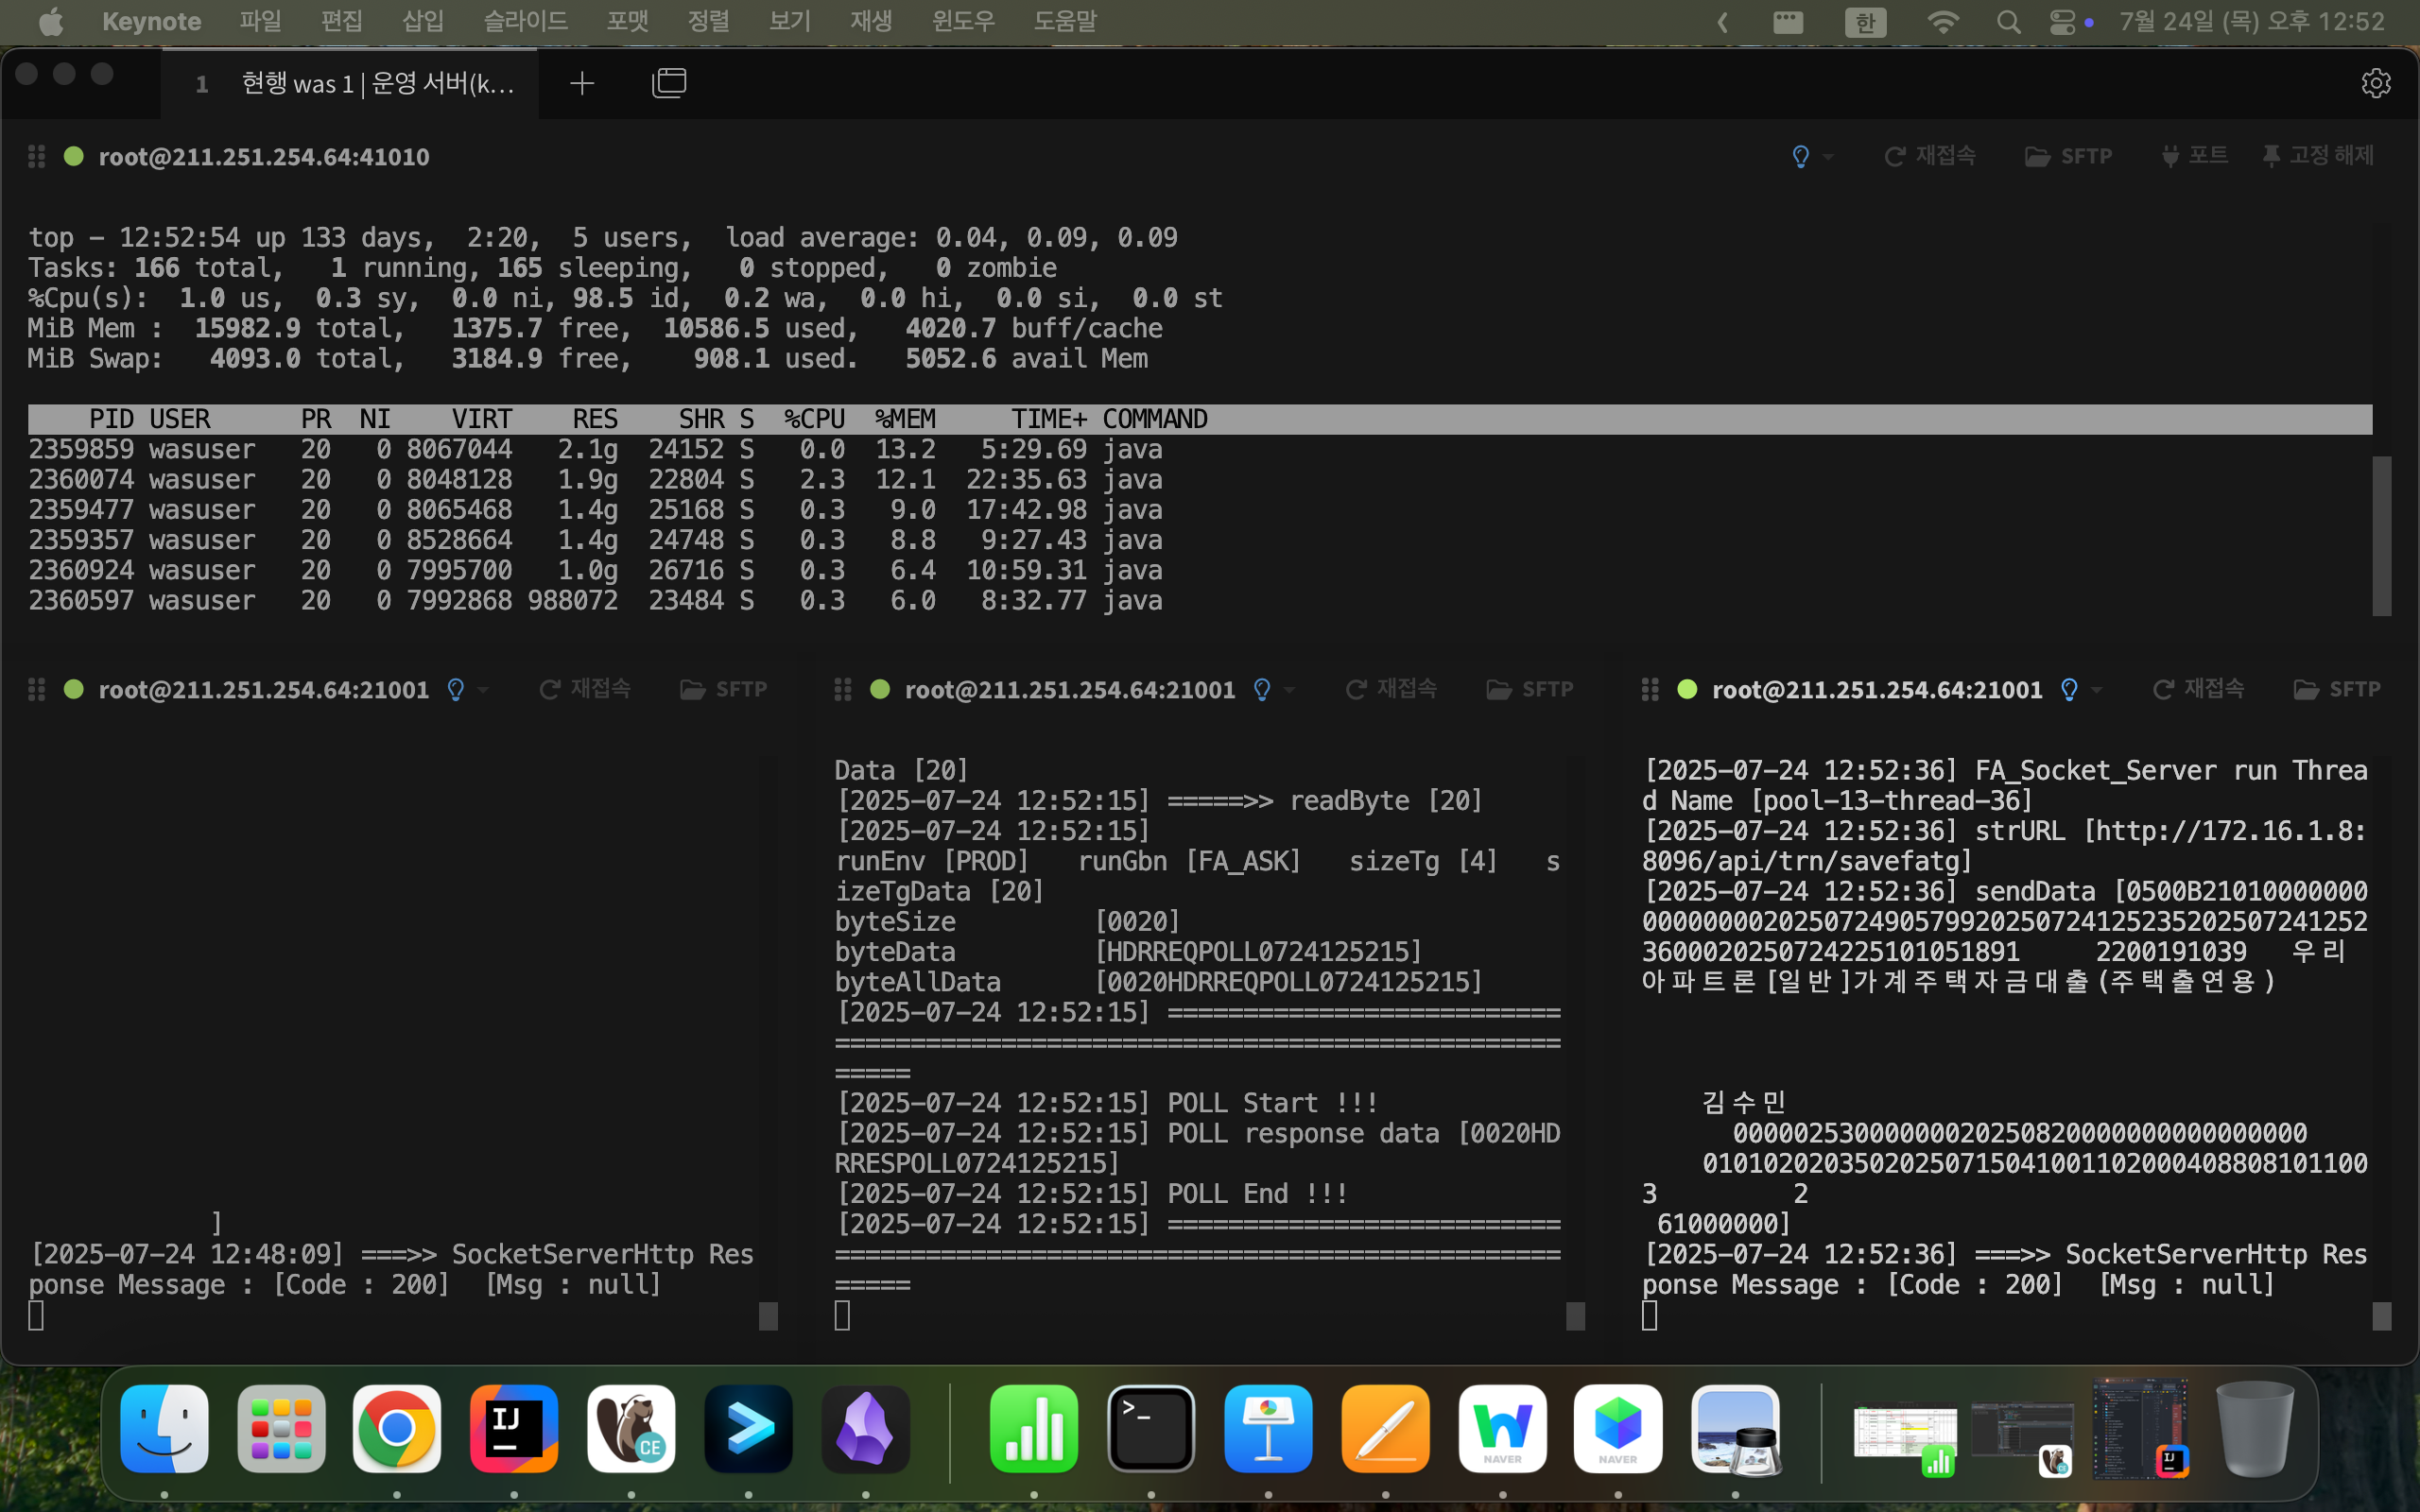 Keynote 파일 편집 삽입 슬라이드 포맷 정렬 보기 재생 윈도우 도움말 한 7월 24일 (목) 오후 12:52
1 현행 was 1 | 운영 서버(k...
root@211.251.254.64:41010 재접속 SFTP 포트 고정 해제
top - 12:52:54 up 133 days, 2:20, 5 users, load average: 0.04, 0.09, 0.09
Tasks: 166 total, 1 running, 165 sleeping, 0 stopped, 0 zombie
%Cpu(s): 1.0 us, 0.3 sy, 0.0 ni, 98.5 id, 0.2 wa, 0.0 hi, 0.0 si, 0.0 st
MiB Mem : 15982.9 total, 1375.7 free, 10586.5 used, 4020.7 buff/cache
MiB Swap: 4093.0 total, 3184.9 free, 908.1 used. 5052.6 avail Mem
PID USER PR NI VIRT RES SHR S %CPU %MEM TIME+ COMMAND
2359859 wasuser 20 0 8067044 2.1g 24152 S 0.0 13.2 5:29.69 java
2360074 wasuser 20 0 8048128 1.9g 22804 S 2.3 12.1 22:35.63 java
2359477 wasuser 20 0 8065468 1.4g 25168 S 0.3 9.0 17:42.98 java
2359357 wasuser 20 0 8528664 1.4g 24748 S 0.3 8.8 9:27.43 java
2360924 wasuser 20 0 7995700 1.0g 26716 S 0.3 6.4 10:59.31 java
2360597 wasuser 20 0 7992868 988072 23484 S 0.3 6.0 8:32.77 java
root@211.251.254.64:21001 재접속 SFTP
]
[2025-07-24 12:48:09] ===>> SocketServerHttp Res
ponse Message : [Code : 200] [Msg : null]
root@211.251.254.64:21001 재접속 SFTP
Data [20]
[2025-07-24 12:52:15] =====>> readByte [20]
[2025-07-24 12:52:15]
runEnv [PROD] runGbn [FA_ASK] sizeTg [4] s
izeTgData [20]
byteSize [0020]
byteData [HDRREQPOLL0724125215]
byteAllData [0020HDRREQPOLL0724125215]
[2025-07-24 12:52:15] ==========================
================================================
=====
[2025-07-24 12:52:15] POLL Start !!!
[2025-07-24 12:52:15] POLL response data [0020HD
RRESPOLL0724125215]
[2025-07-24 12:52:15] POLL End !!!
[2025-07-24 12:52:15] ==========================
================================================
=====
root@211.251.254.64:21001 재접속 SFTP
[2025-07-24 12:52:36] FA_Socket_Server run Threa
d Name [pool-13-thread-36]
[2025-07-24 12:52:36] strURL [http://172.16.1.8:
8096/api/trn/savefatg]
[2025-07-24 12:52:36] sendData [0500B21010000000
000000002025072490579920250724125235202507241252
3600020250724225101051891 2200191039 우리
아파트론[일반]가계주택자금대출(주택출연용)
김수민
00000253000000020250820000000000000000
01010202035020250715041001102000408808101100
3 2
61000000]
[2025-07-24 12:52:36] ===>> SocketServerHttp Res
ponse Message : [Code : 200] [Msg : null]
IJ
CE
>_
NAVER
NAVER
CE
IJ